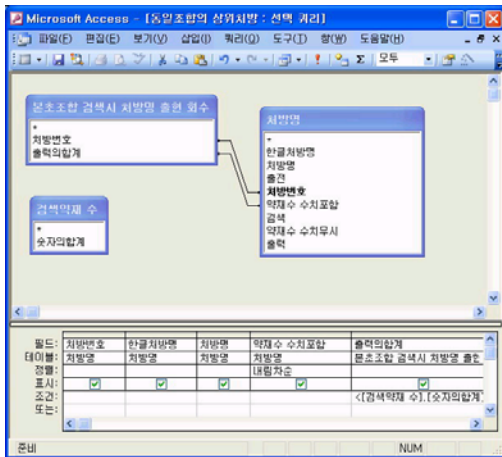 Microsoft Access - [동일조합의 상위처방 : 선택 쿼리]
파일(F) 편집(E) 보기(V) 삽입(I) 쿼리(Q) 도구(T) 창(W) 도움말(H)
모두
본초조합 검색시 처방명 출현 회수
*
처방번호
출력의합계
처방명
*
한글처방명
처방명
출전
처방번호
약재수 수치포함
검색
약재수 수치무시
출력
검색약재 수
*
숫자의합계
필드: 처방번호 한글처방명 처방명 약재수 수치포함 출력의합계
테이블: 처방명 처방명 처방명 처방명 본초조합 검색시 처방명 출현
정렬: 내림차순
표시:
조건: <[검색약재 수].[숫자의합계]
또는:
준비 NUM